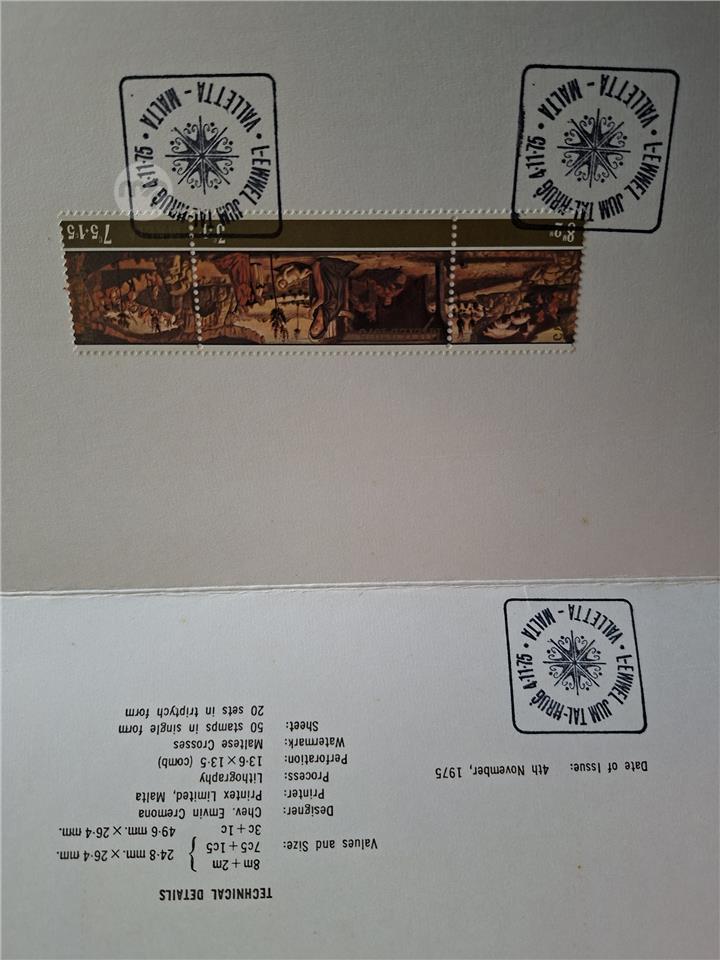 TECHNICAL DETAILS
8m + 2m
Values and Size: 7c5 + 1c5 } 24·8 mm. × 26·4 mm.
3c + 1c 49·6 mm. × 26·4 mm.
Designer: Chev. Emvin Cremona
Printer: Printex Limited, Malta
Process: Lithography
Perforation: 13·6 × 13·5 (comb)
Watermark: Maltese Crosses
Sheet: 50 stamps in single form
20 sets in triptych form
Date of Issue: 4th November, 1975
L-EWWEL JUM TAL-ĦRUĠ 4·11·75 • VALLETTA – MALTA •
8m·2m
7c5·1c5
L-EWWEL JUM TAL-ĦRUĠ 4·11·75 • VALLETTA – MALTA •
L-EWWEL JUM TAL-ĦRUĠ 4·11·75 • VALLETTA – MALTA •